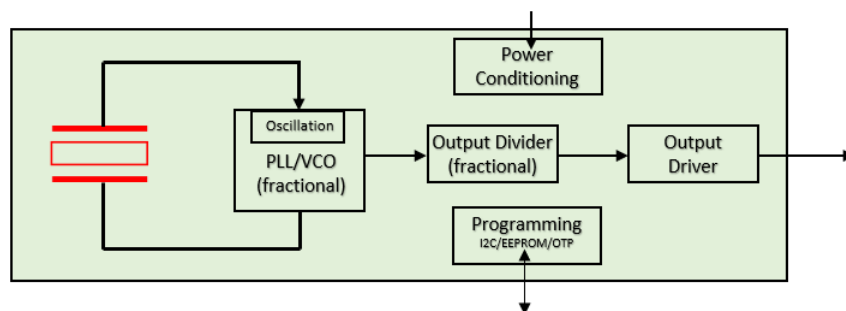 Power
Conditioning
Oscillation
PLL/VCO
(fractional)
Output Divider
(fractional)
Output
Driver
Programming
I2C/EEPROM/OTP